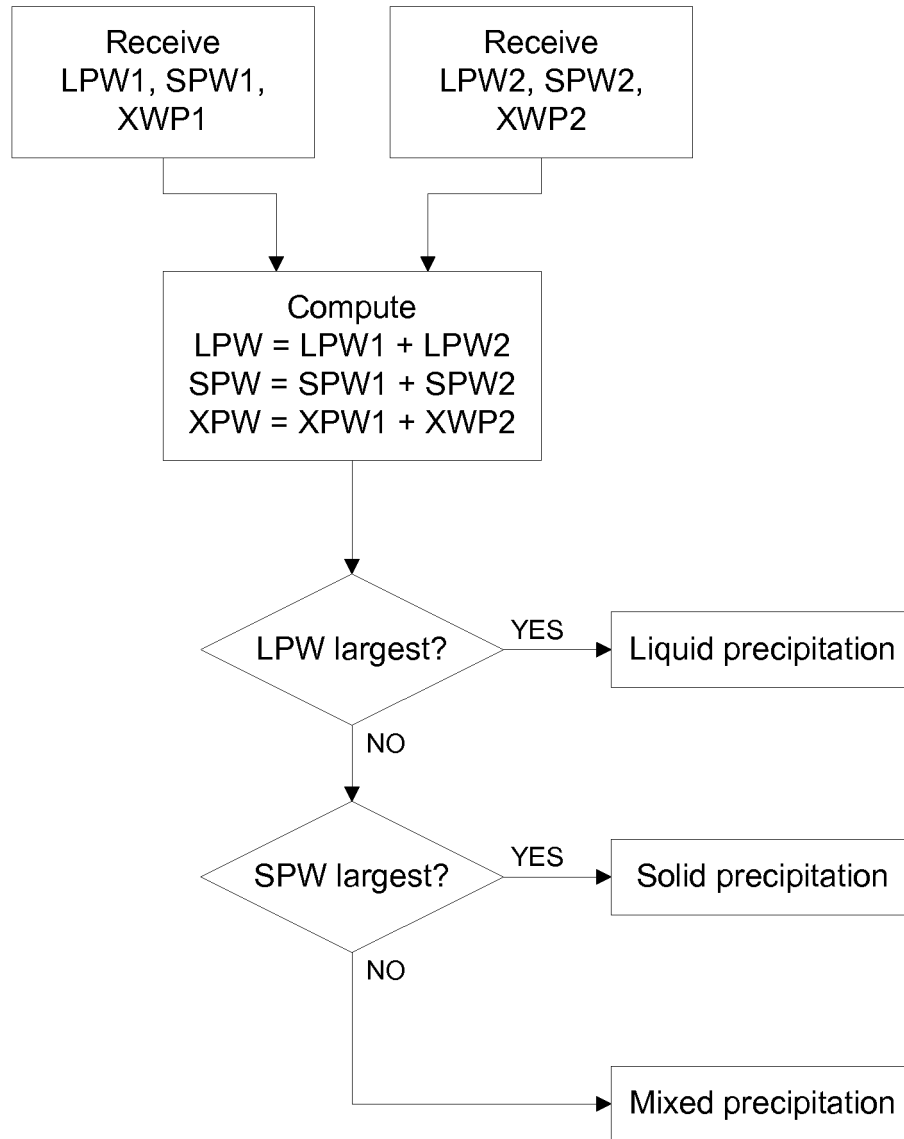 Receive
LPW1, SPW1,
XWP1
Receive
LPW2, SPW2,
XWP2
Compute
LPW = LPW1 + LPW2
SPW = SPW1 + SPW2
XPW = XPW1 + XWP2
LPW largest?
YES
Liquid precipitation
NO
SPW largest?
YES
Solid precipitation
NO
Mixed precipitation